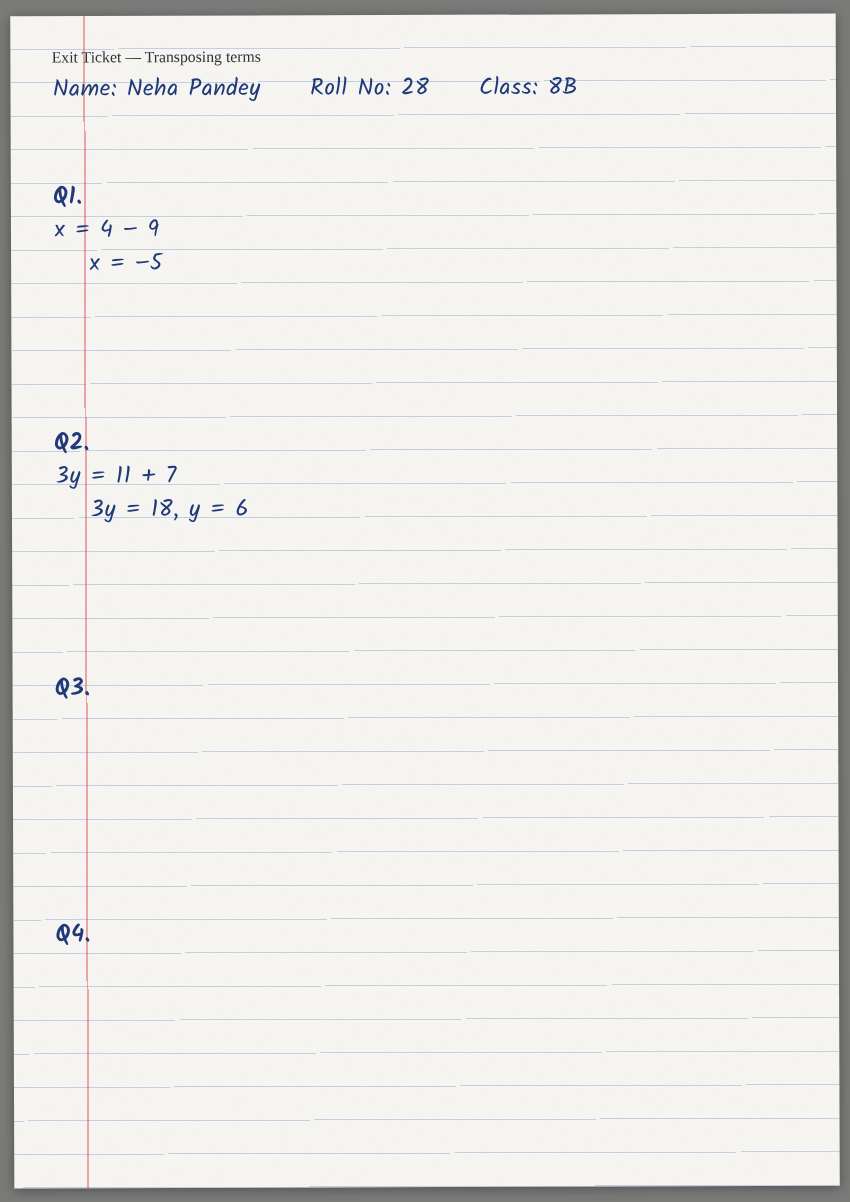 Exit Ticket — Transposing terms
Name: Neha Pandey Roll No: 28 Class: 8B
Q1.
x = 4 − 9
x = −5
Q2.
3y = 11 + 7
3y = 18, y = 6
Q3.
Q4.